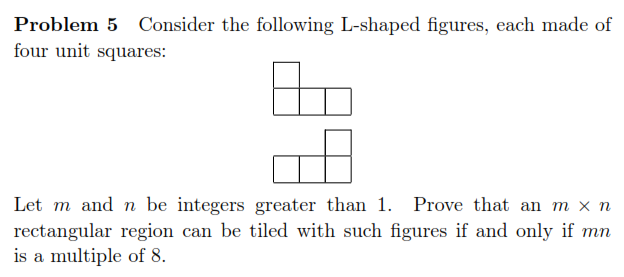 Problem 5 Consider the following L-shaped figures, each made of
four unit squares:
Let m and n be integers greater than 1. Prove that an m × n
rectangular region can be tiled with such figures if and only if mn
is a multiple of 8.